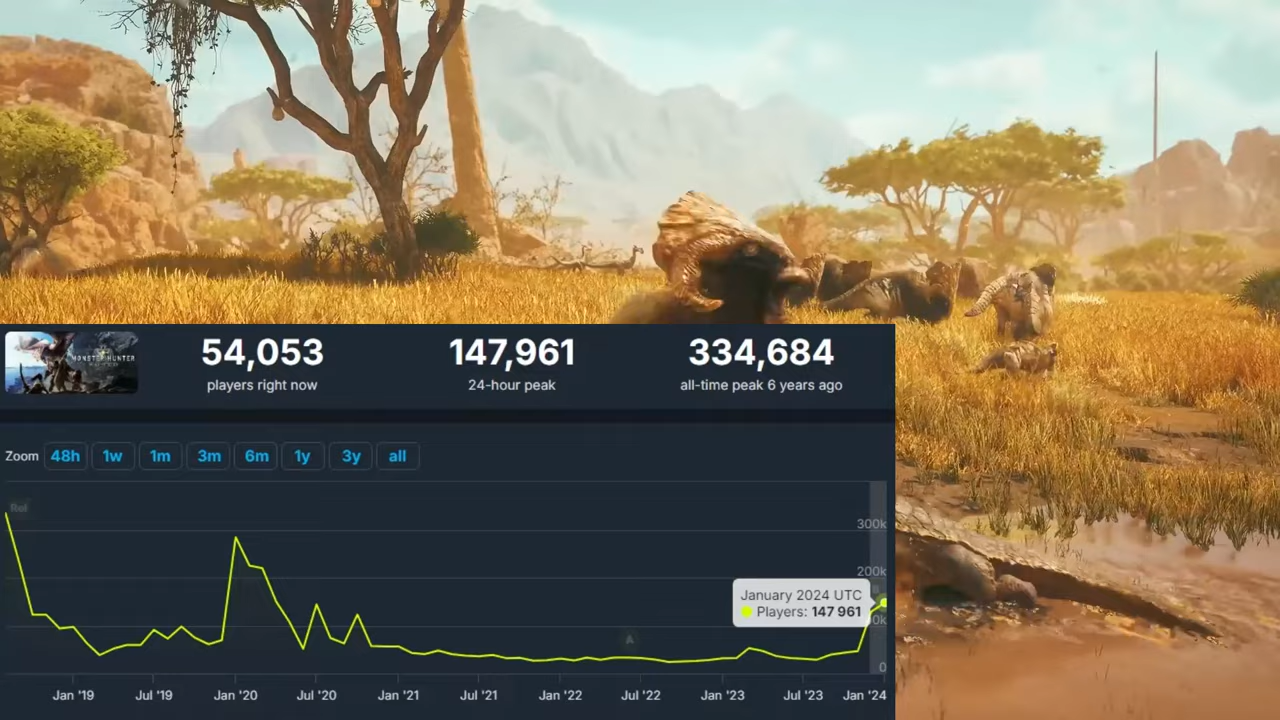 MONSTER HUNTER
54,053
players right now
147,961
24-hour peak
334,684
all-time peak 6 years ago
Zoom 48h 1w 1m 3m 6m 1y 3y all
Rel
300k
200k
January 2024 UTC
Players: 147 961
A
0
Jan '19 Jul '19 Jan '20 Jul '20 Jan '21 Jul '21 Jan '22 Jul '22 Jan '23 Jul '23 Jan '24